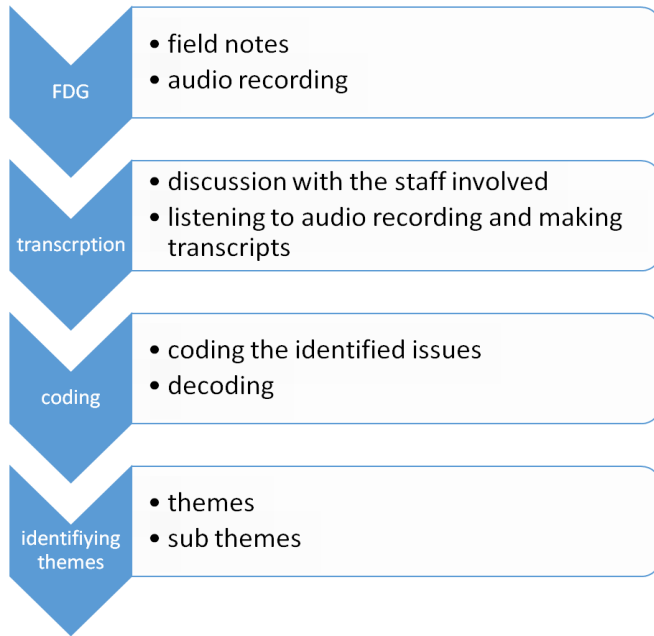 FDG
• field notes
• audio recording
transcrption
• discussion with the staff involved
• listening to audio recording and making
transcripts
coding
• coding the identified issues
• decoding
identifiying
themes
• themes
• sub themes